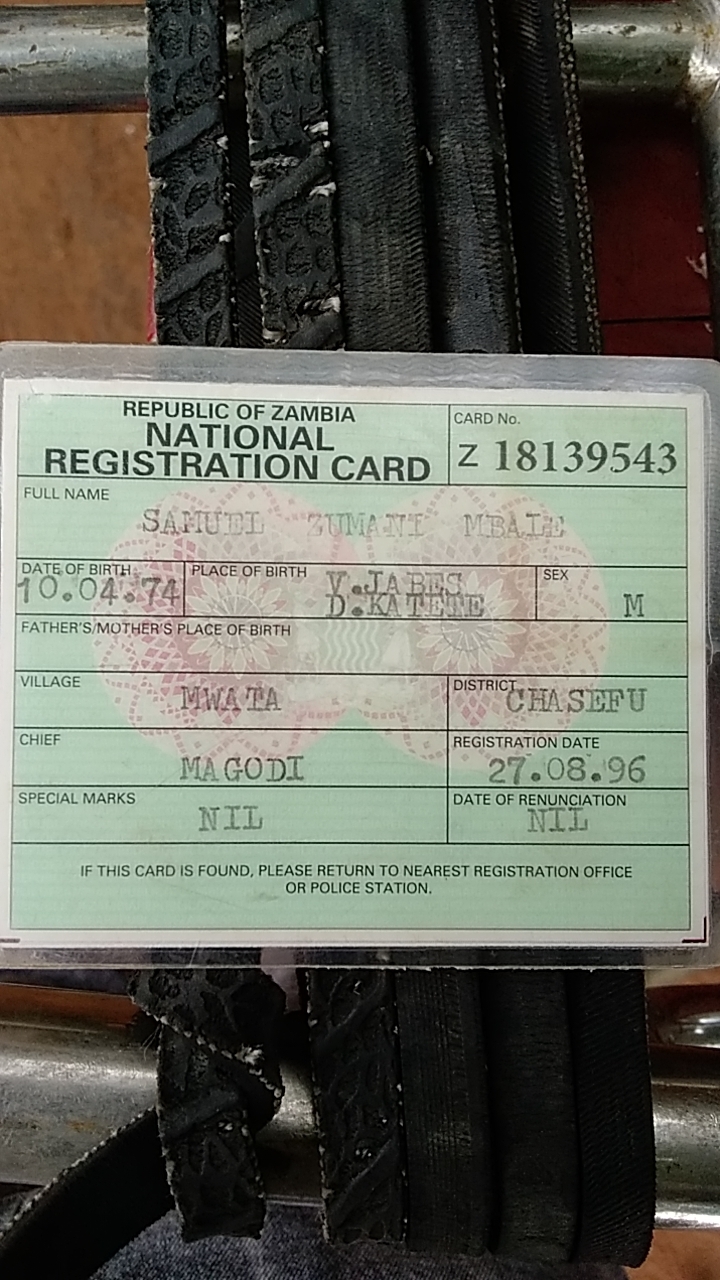 REPUBLIC OF ZAMBIA
NATIONAL
REGISTRATION CARD
CARD No.
Z 18139543
FULL NAME
SAMUEL ZUMANI MBALE
DATE OF BIRTH
10.04.74
PLACE OF BIRTH
V.JABES
D.KATETE
SEX
M
FATHER'S/MOTHER'S PLACE OF BIRTH
VILLAGE
MWATA
DISTRICT
CHASEFU
CHIEF
MAGODI
REGISTRATION DATE
27.08.96
SPECIAL MARKS
NIL
DATE OF RENUNCIATION
NIL
IF THIS CARD IS FOUND, PLEASE RETURN TO NEAREST REGISTRATION OFFICE
OR POLICE STATION.